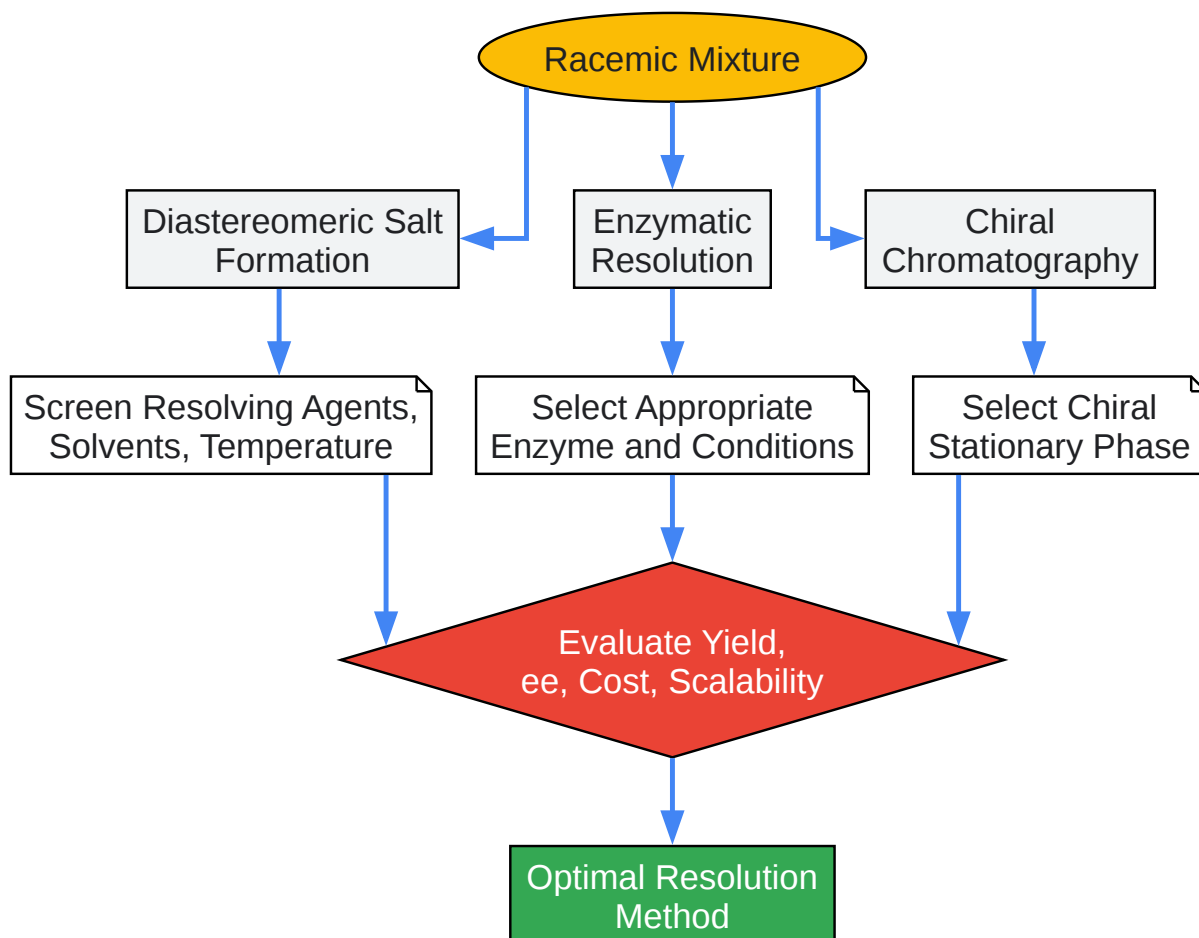 Racemic Mixture
Diastereomeric Salt
Formation
Enzymatic
Resolution
Chiral
Chromatography
Screen Resolving Agents,
Solvents, Temperature
Select Appropriate
Enzyme and Conditions
Select Chiral
Stationary Phase
Evaluate Yield,
ee, Cost, Scalability
Optimal Resolution
Method